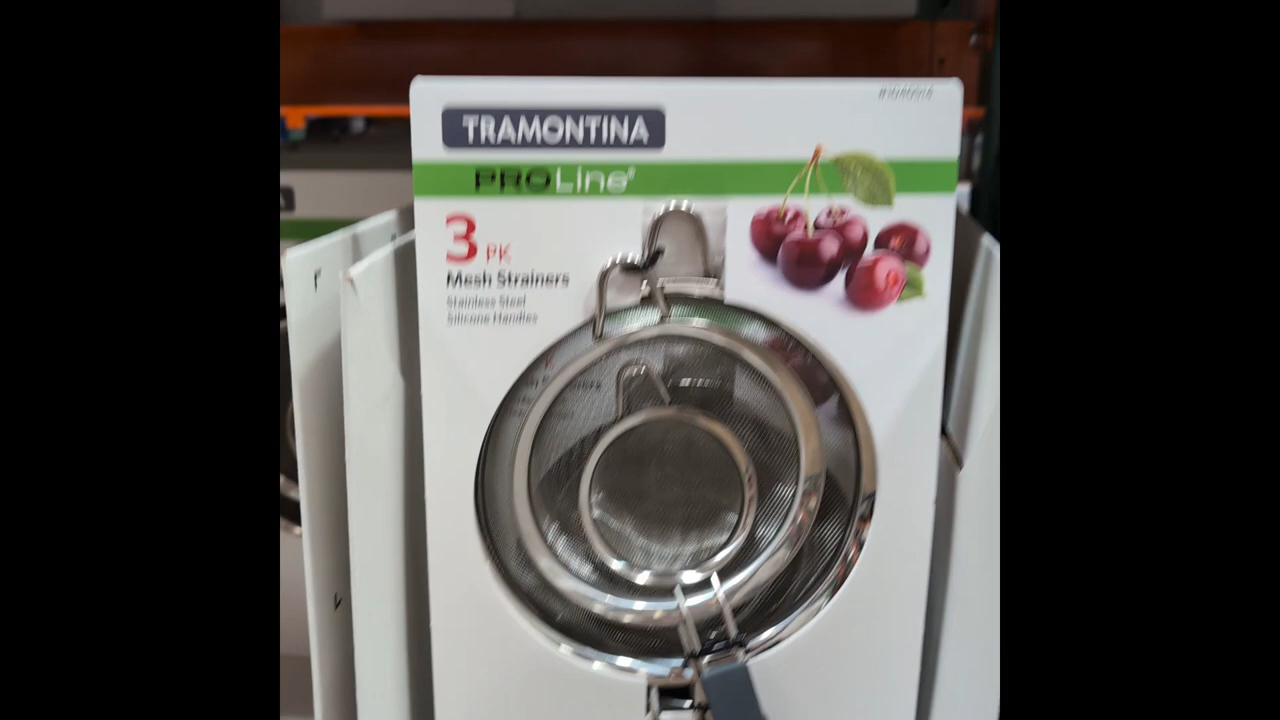 TRAMONTINA
PROLine®
3 PK
Mesh Strainers
Stainless Steel
Silicone Handles